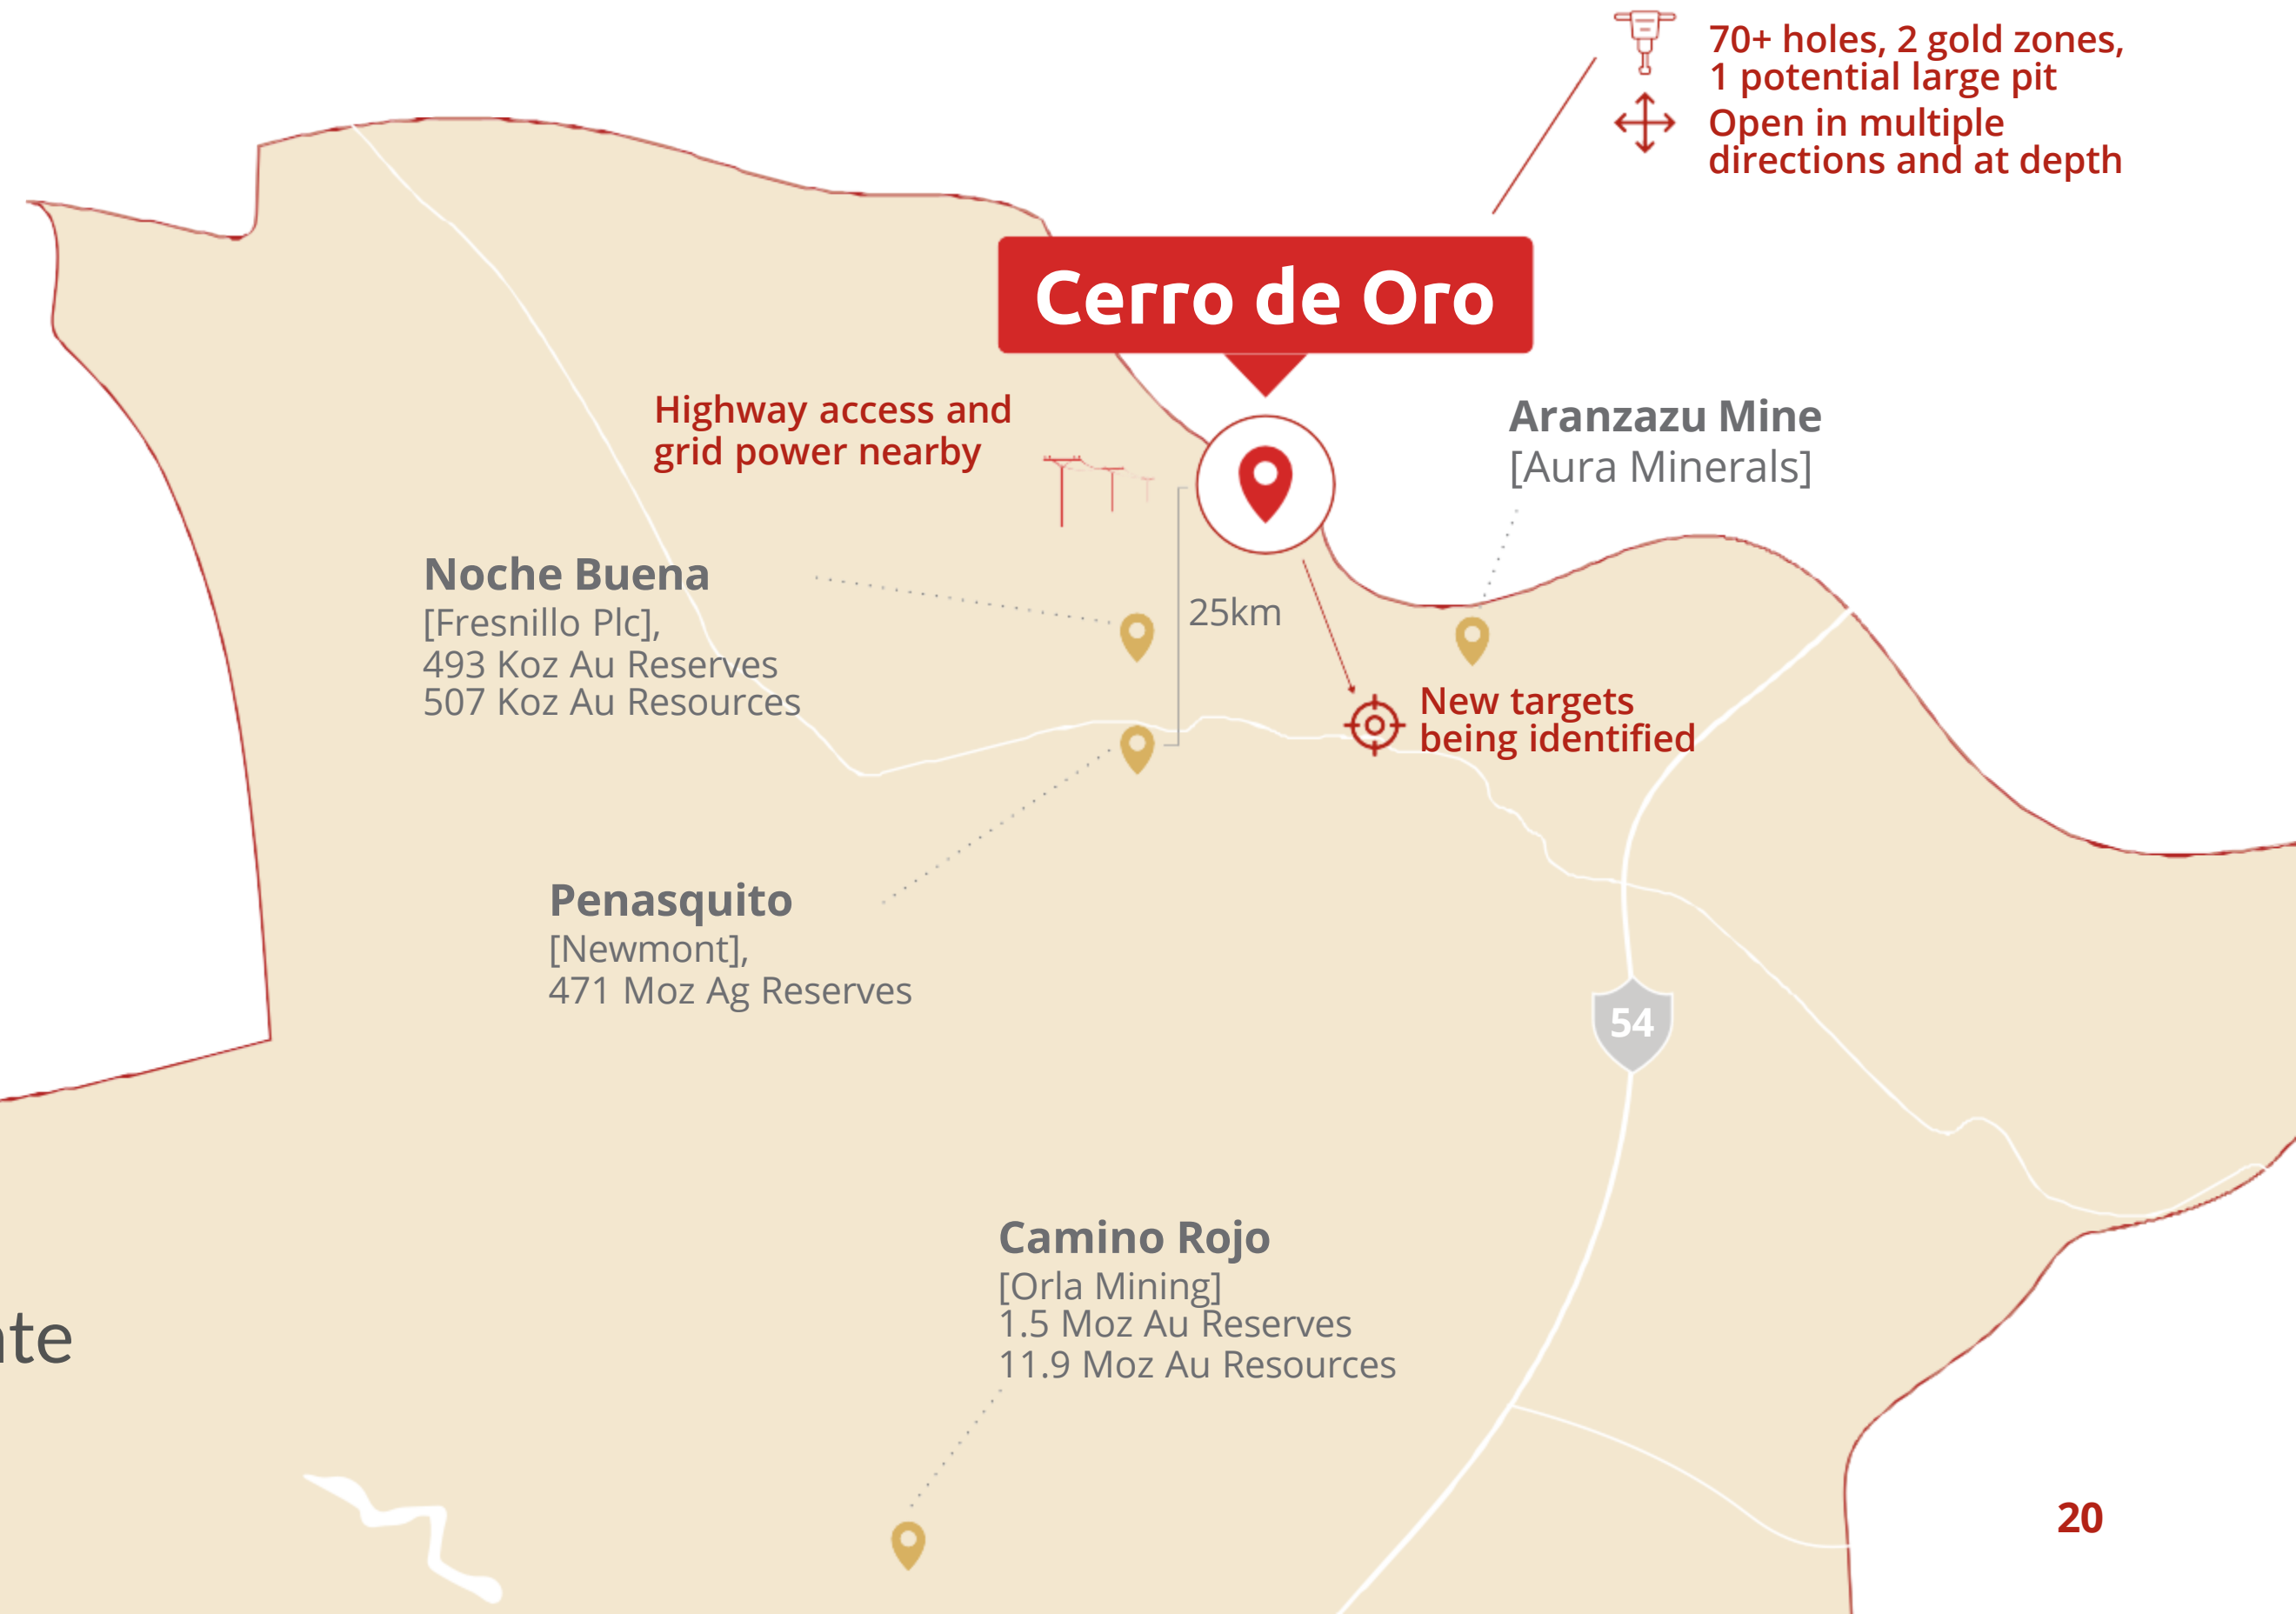 70+ holes, 2 gold zones,
1 potential large pit
Open in multiple
directions and at depth
Cerro de Oro
Highway access and
grid power nearby
Aranzazu Mine
[Aura Minerals]
Noche Buena
[Fresnillo Plc],
493 Koz Au Reserves
507 Koz Au Resources
25km
New targets
being identified
Penasquito
[Newmont],
471 Moz Ag Reserves
54
Camino Rojo
[Orla Mining]
1.5 Moz Au Reserves
11.9 Moz Au Resources
20